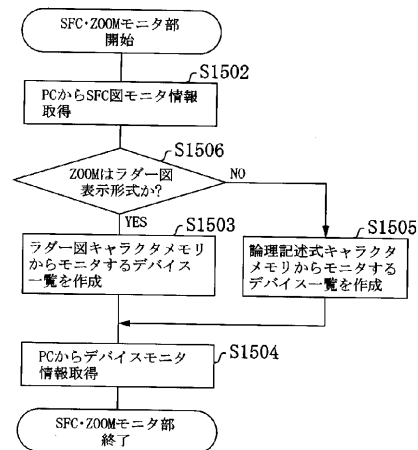 SFC・ZOOMモニタ部
開始
S1502
PCからSFC図モニタ情報
取得
S1506
ZOOMはラダー図
表示形式か?
NO
YES
S1503
S1505
ラダー図キャラクタメモリ
からモニタするデバイス
一覧を作成
論理記述式キャラクタ
メモリからモニタする
デバイス一覧を作成
S1504
PCからデバイスモニタ
情報取得
SFC・ZOOMモニタ部
終了